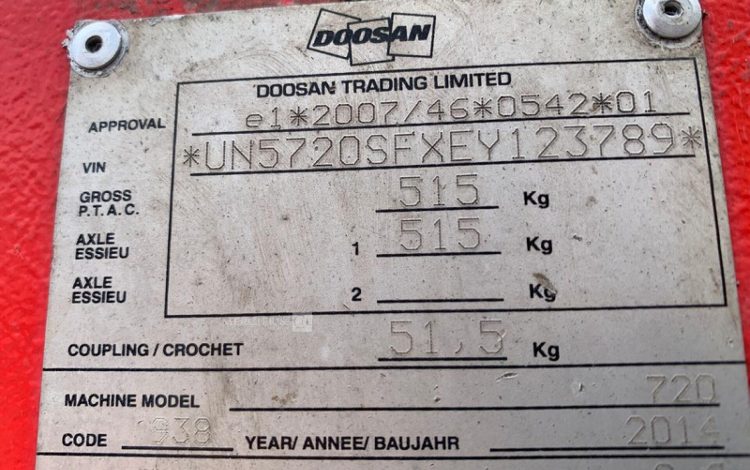 DOOSAN
DOOSAN TRADING LIMITED
APPROVAL e1*2007/46*0542*01
VIN *UN5720SFXEY123789*
GROSS P.T.A.C. 515 Kg
AXLE ESSIEU 1 515 Kg
AXLE ESSIEU 2 Kg
COUPLING / CROCHET 51,5 Kg
MACHINE MODEL 720
CODE 938 YEAR/ ANNEE/ BAUJAHR 2014